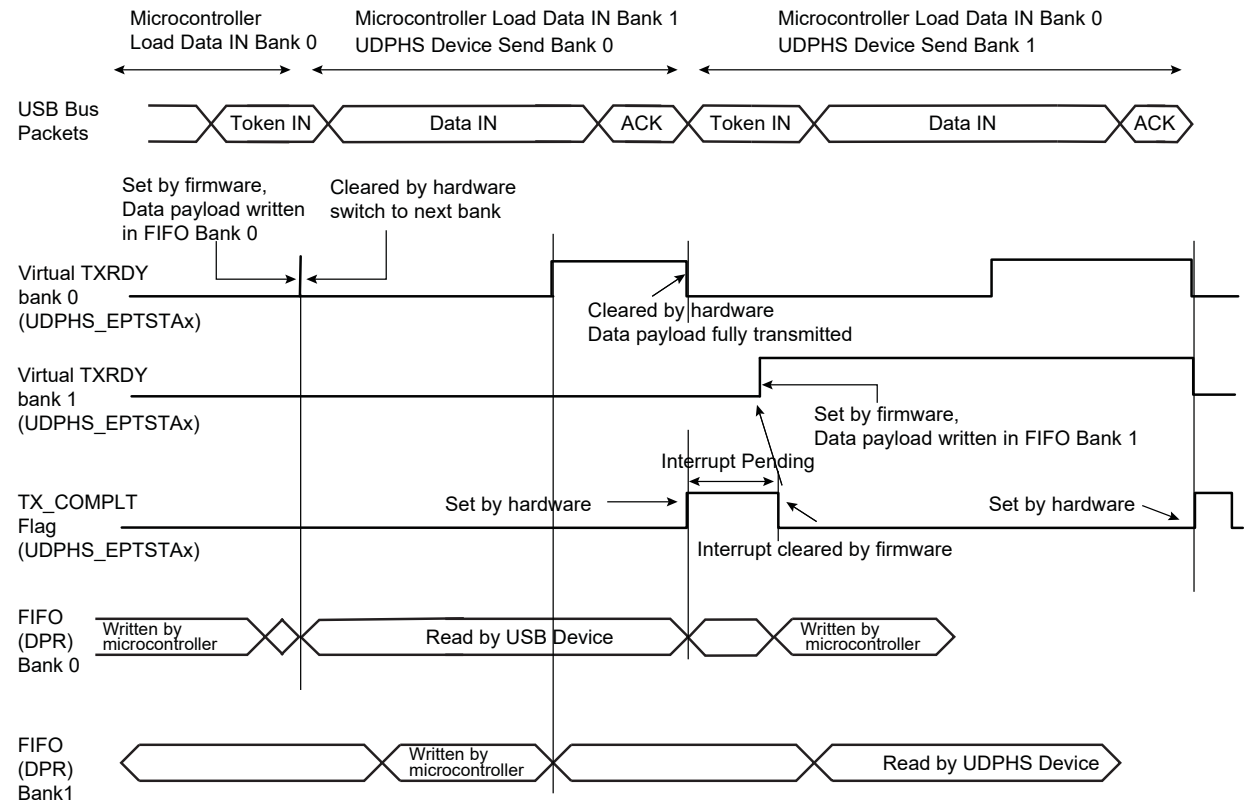 Microcontroller
Load Data IN Bank 0
Microcontroller Load Data IN Bank 1
UDPHS Device Send Bank 0
Microcontroller Load Data IN Bank 0
UDPHS Device Send Bank 1
USB Bus
Packets
Token IN
Data IN
ACK
Token IN
Data IN
ACK
Set by firmware,
Data payload written
in FIFO Bank 0
Cleared by hardware
switch to next bank
Virtual TXRDY
bank 0
(UDPHS_EPTSTAx)
Cleared by hardware
Data payload fully transmitted
Virtual TXRDY
bank 1
(UDPHS_EPTSTAx)
Set by firmware,
Data payload written in FIFO Bank 1
Interrupt Pending
TX_COMPLT
Flag
(UDPHS_EPTSTAx)
Set by hardware
Set by hardware
Interrupt cleared by firmware
FIFO
(DPR)
Bank 0
Written by
microcontroller
Read by USB Device
Written by
microcontroller
FIFO
(DPR)
Bank1
Written by
microcontroller
Read by UDPHS Device